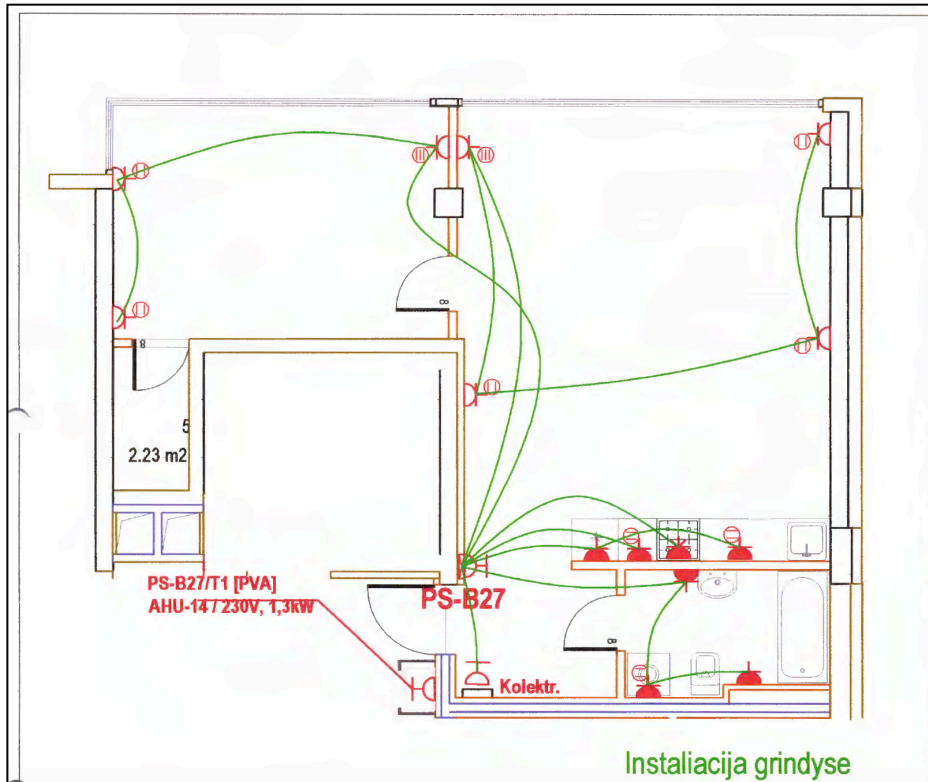 5
2.23 m2
PS-B27/T1 [PVA]
AHU-14 / 230V, 1,3kW
PS-B27
Kolektr.
Instaliacija grindyse